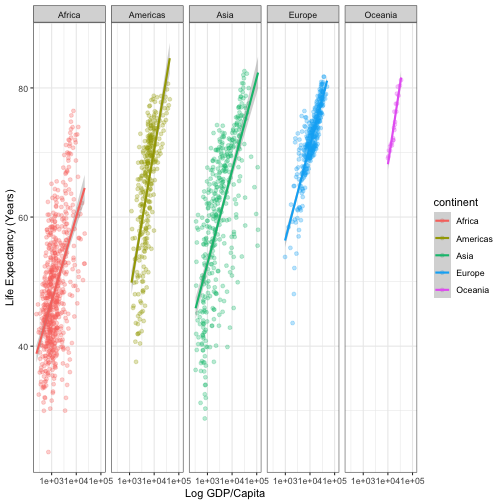 Africa Americas Asia Europe Oceania
80
60
40
Life Expectancy (Years)
continent
Africa
Americas
Asia
Europe
Oceania
1e+031e+041e+05 1e+031e+041e+05 1e+031e+041e+05 1e+031e+041e+05 1e+031e+041e+05
Log GDP/Capita